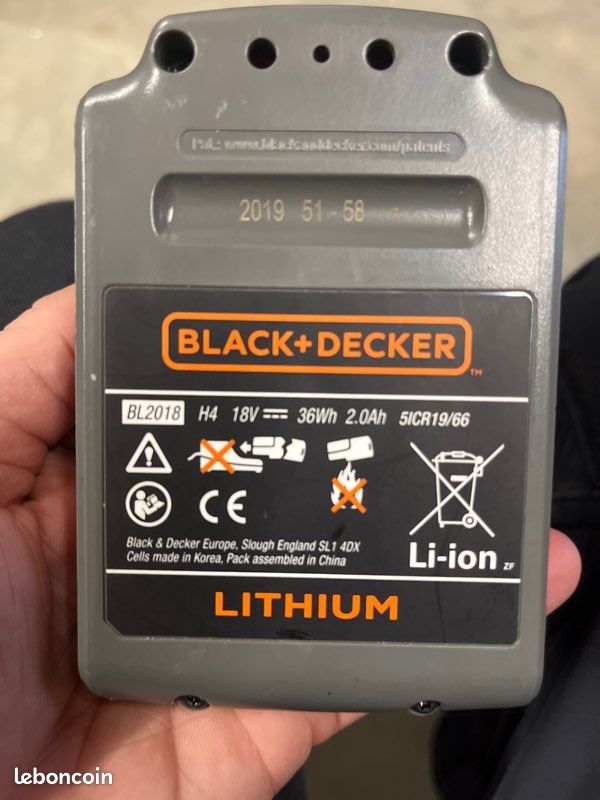 Pat.: www.blackanddecker.com/patents
2019 51-58
BLACK+DECKER
TM
BL2018 H4 18V 36Wh 2.0Ah 5ICR19/66
CE
Black & Decker Europe, Slough England SL1 4DX
Cells made in Korea, Pack assembled in China
Li-ion ZF
LITHIUM
leboncoin